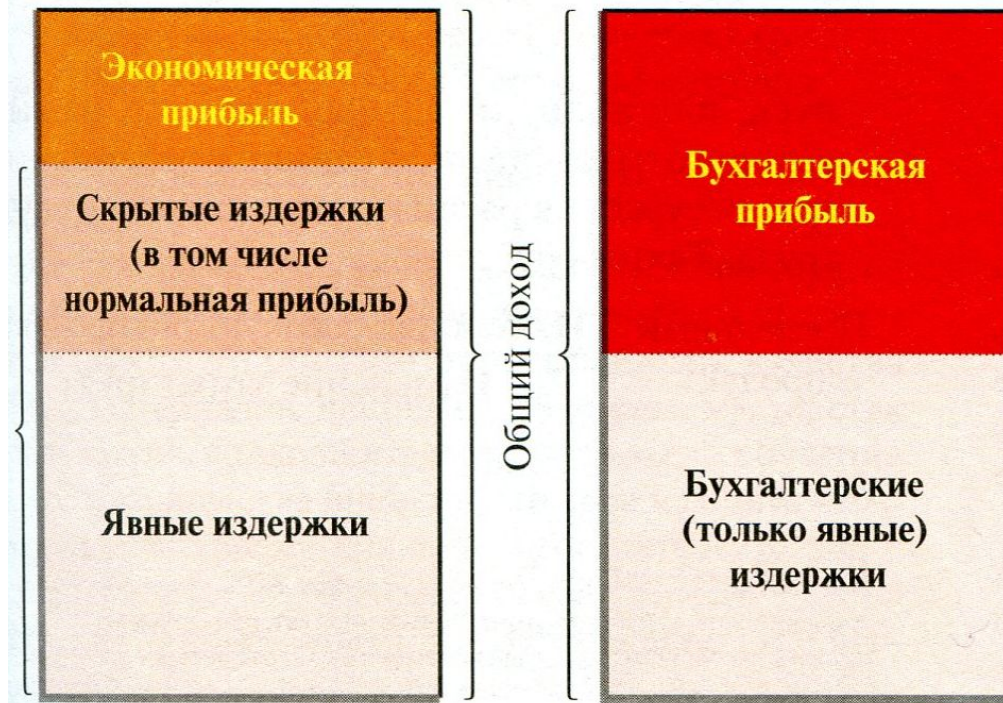 Экономическая
прибыль
Скрытые издержки
(в том числе
нормальная прибыль)
Явные издержки
Общий доход
Бухгалтерская
прибыль
Бухгалтерские
(только явные)
издержки